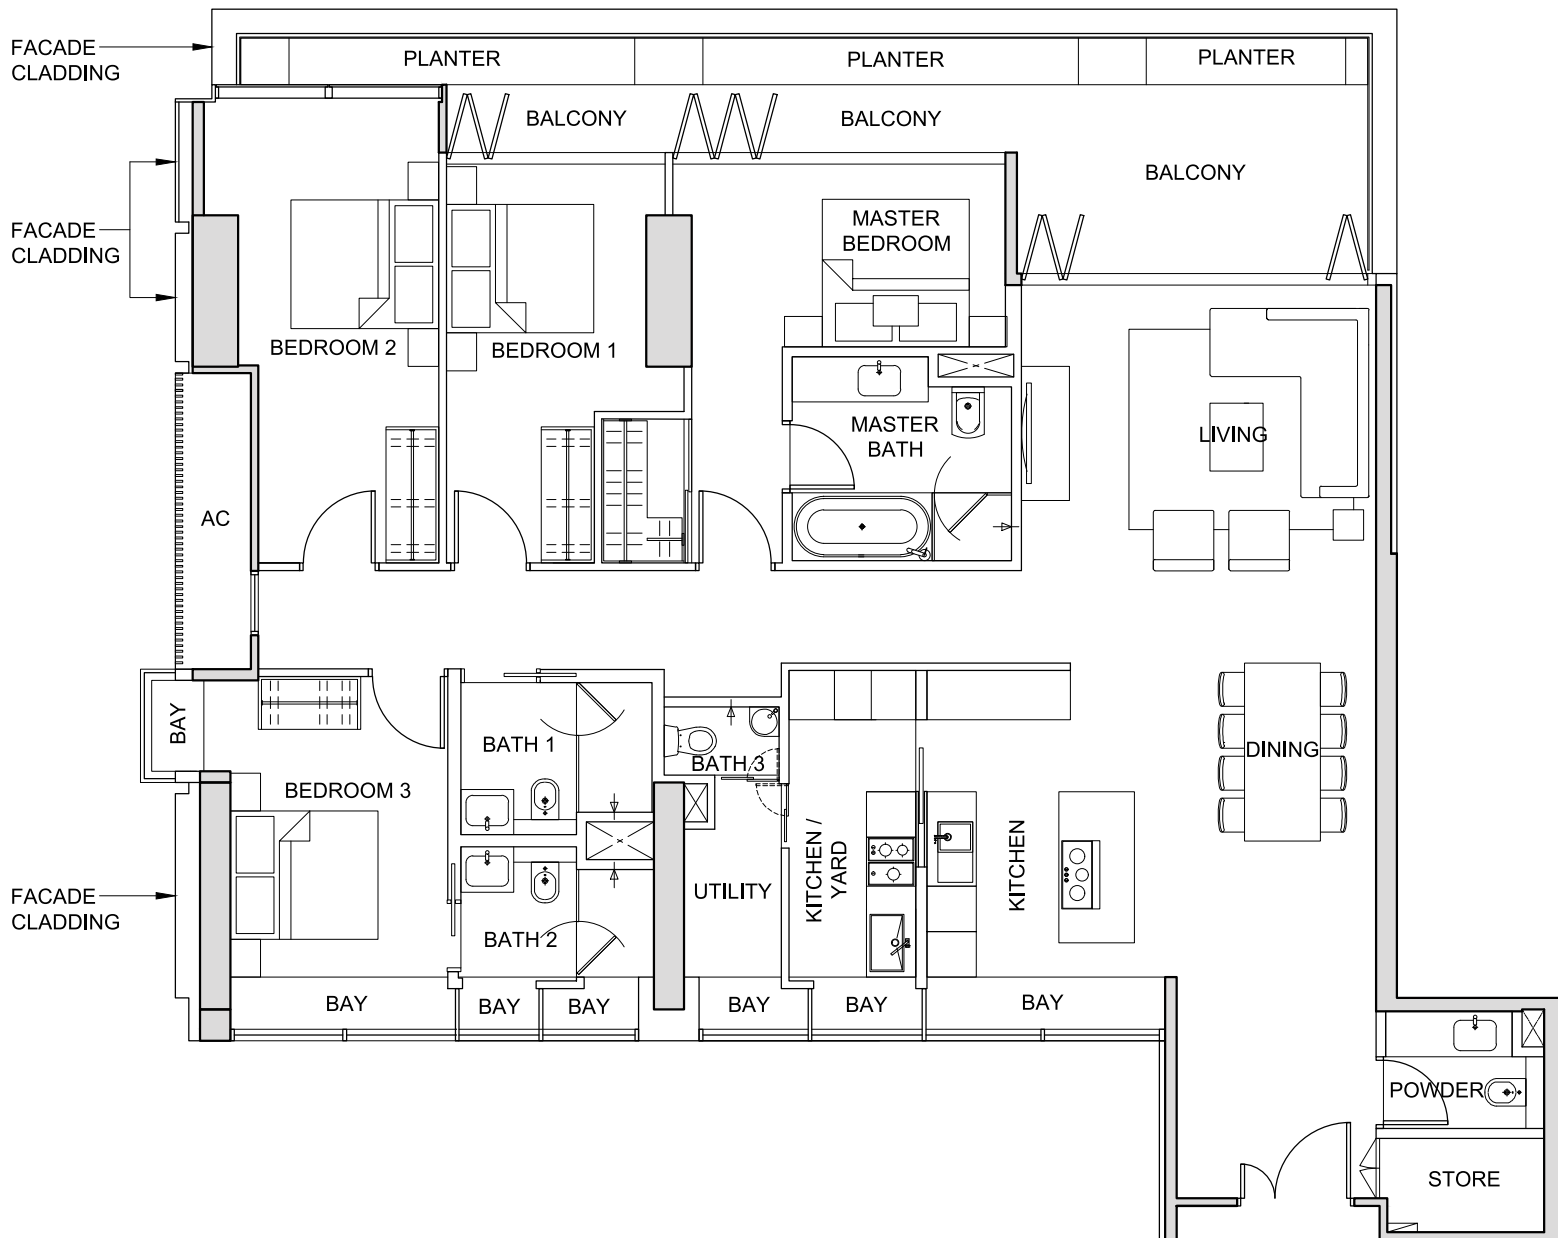 FACADE
CLADDING
PLANTER
PLANTER
PLANTER
BALCONY
BALCONY
BALCONY
FACADE
CLADDING
MASTER
BEDROOM
BEDROOM 2
BEDROOM 1
MASTER
BATH
LIVING
AC
BAY
BATH 1
BATH 3
DINING
BEDROOM 3
KITCHEN /
YARD
KITCHEN
UTILITY
FACADE
CLADDING
BATH 2
BAY
BAY
BAY
BAY
BAY
BAY
POWDER
STORE